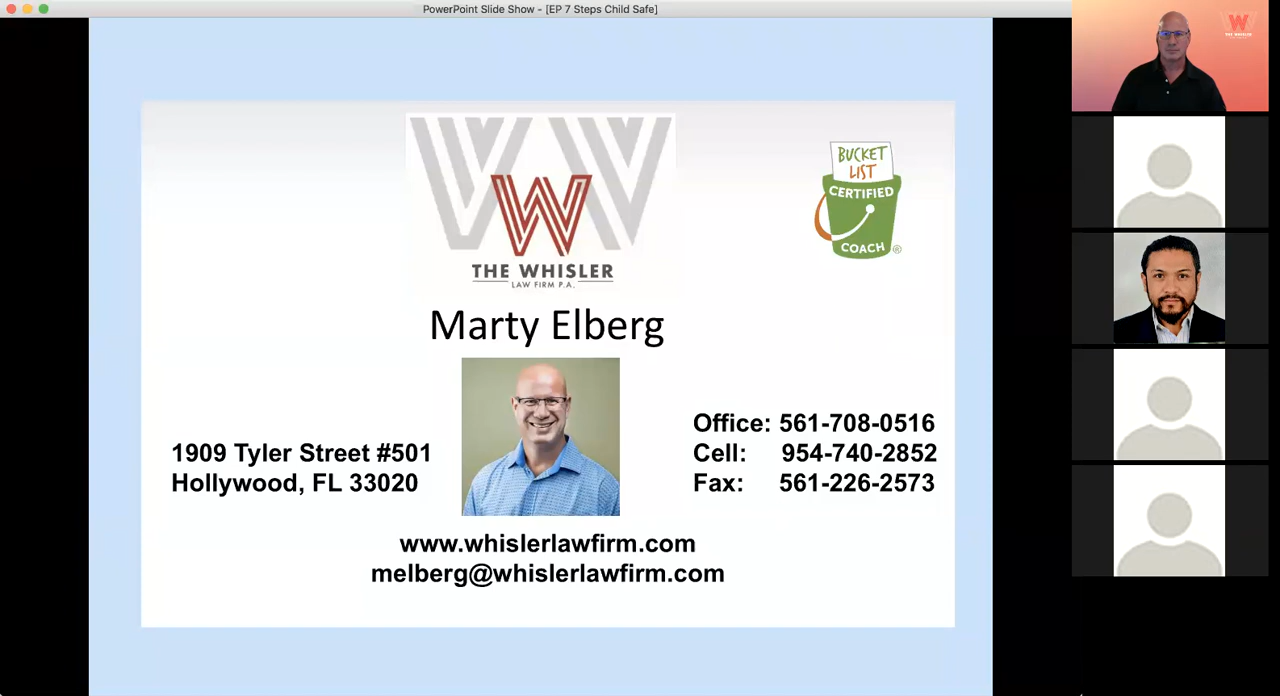 PowerPoint Slide Show - [EP 7 Steps Child Safe]
W
THE WHISLER
BUCKET
LIST
CERTIFIED
COACH ®
W
THE WHISLER
LAW FIRM P.A.
Marty Elberg
1909 Tyler Street #501
Hollywood, FL 33020
Office: 561-708-0516
Cell: 954-740-2852
Fax: 561-226-2573
www.whislerlawfirm.com
melberg@whislerlawfirm.com